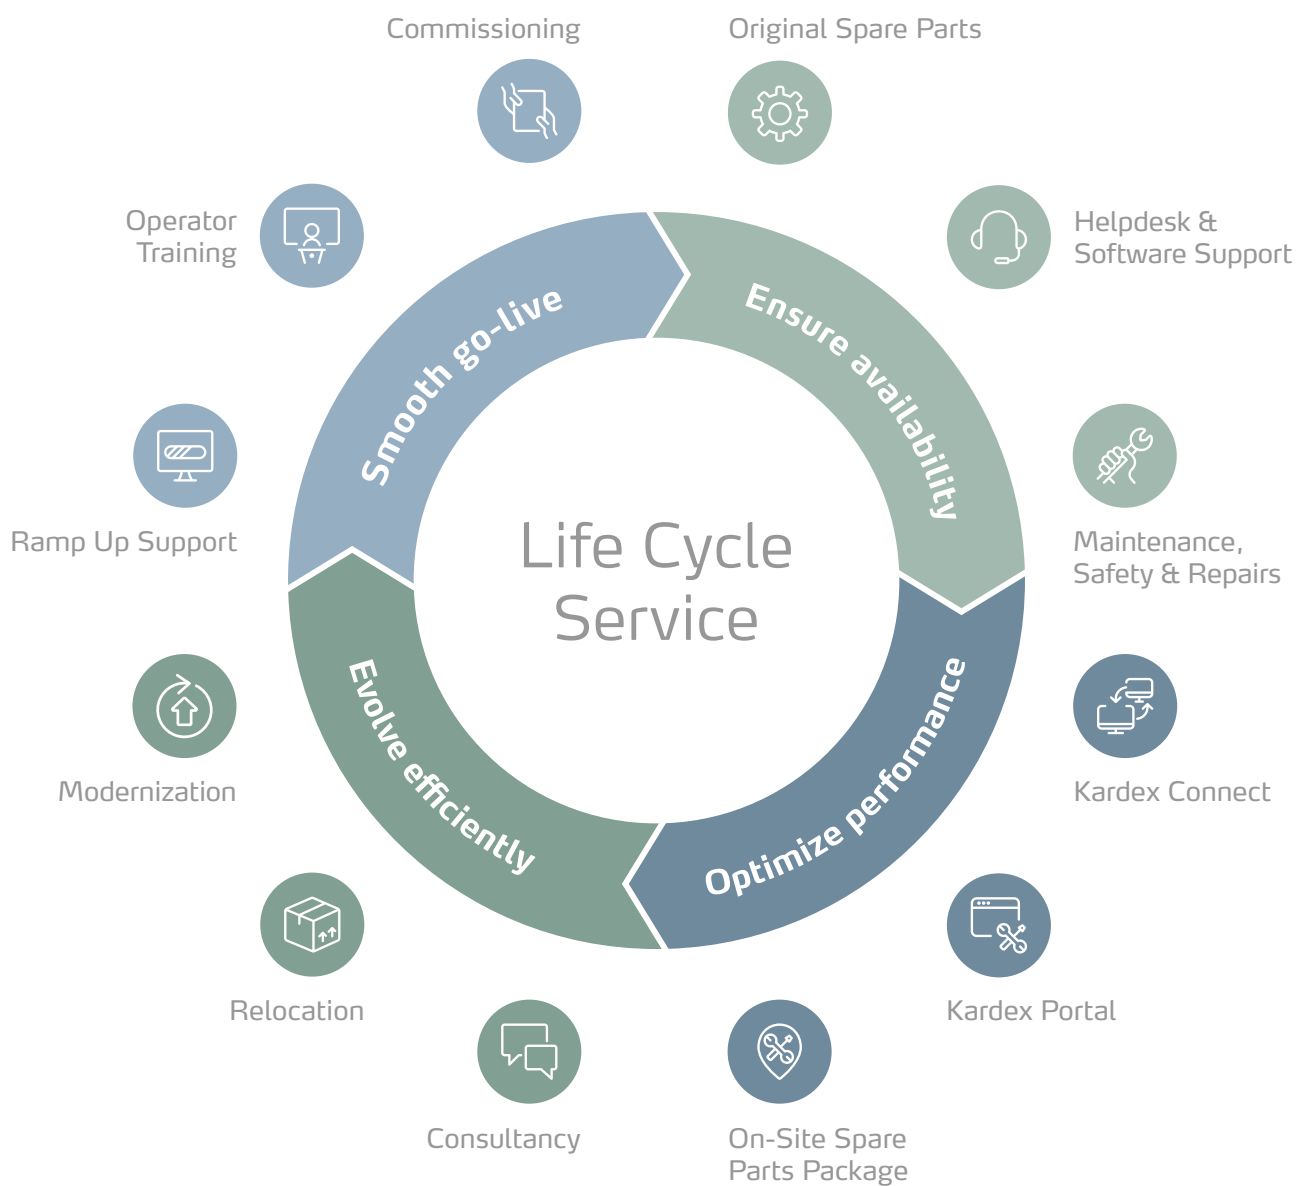 Commissioning
Original Spare Parts
Operator
Training
Helpdesk &
Software Support
Smooth go-live
Ensure availability
Ramp Up Support
Maintenance,
Safety & Repairs
Life Cycle
Service
Evolve efficiently
Optimize performance
Modernization
Kardex Connect
Relocation
Kardex Portal
Consultancy
On-Site Spare
Parts Package